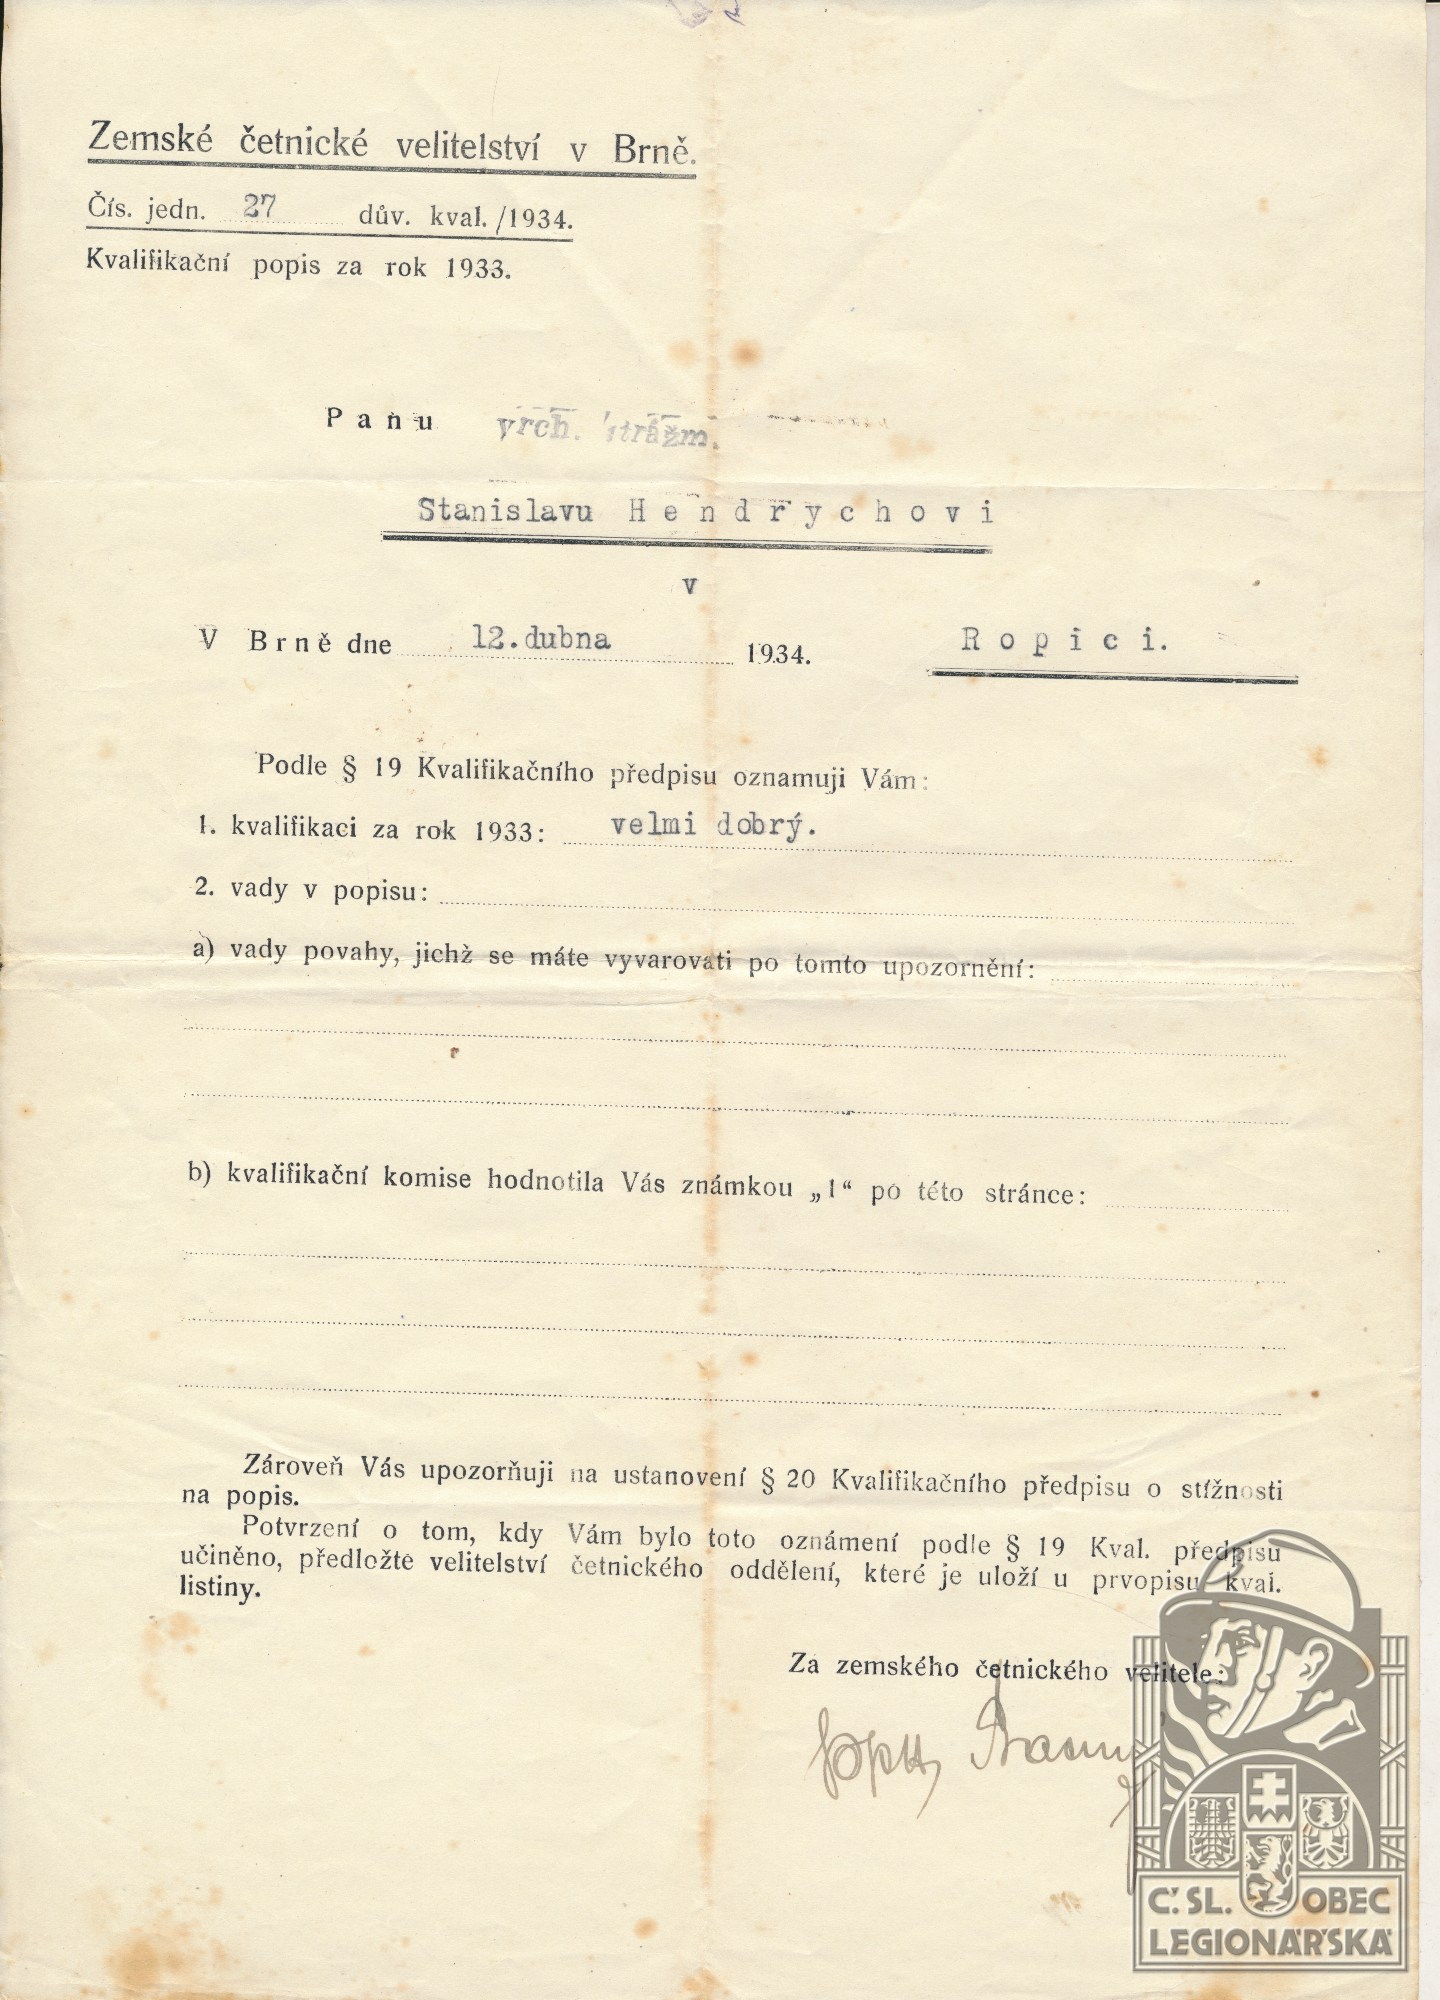 Zemské četnické velitelství v Brně.
Čís. jedn. 27 dův. kval./1934.
Kvalifikační popis za rok 1933.
Panu vrch. strážm.
Stanislavu Hendrychovi
v
V Brně dne 12.dubna 1934. Ropici.
Podle § 19 Kvalifikačního předpisu oznamuji Vám:
1. kvalifikaci za rok 1933: velmi dobrý.
2. vady v popisu:
a) vady povahy, jichž se máte vyvarovati po tomto upozornění:
b) kvalifikační komise hodnotila Vás známkou „1“ po této stránce:
Zároveň Vás upozorňuji na ustanovení § 20 Kvalifikačního předpisu o stížnosti
na popis.
Potvrzení o tom, kdy Vám bylo toto oznámení podle § 19 Kval. předpisu
učiněno, předložte velitelství četnického oddělení, které je uloží u prvopisu kval.
listiny.
Za zemského četnického velitele:
Č. SL. OBEC
LEGIONÁŘSKÁ